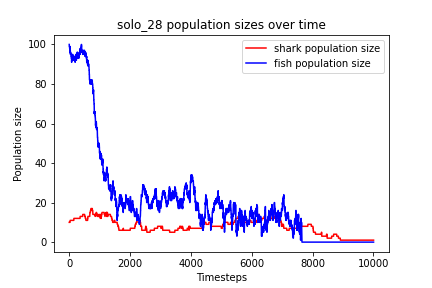 solo_28 population sizes over time
shark population size
fish population size
Population size
100
80
60
40
20
0
0 2000 4000 6000 8000 10000
Timesteps